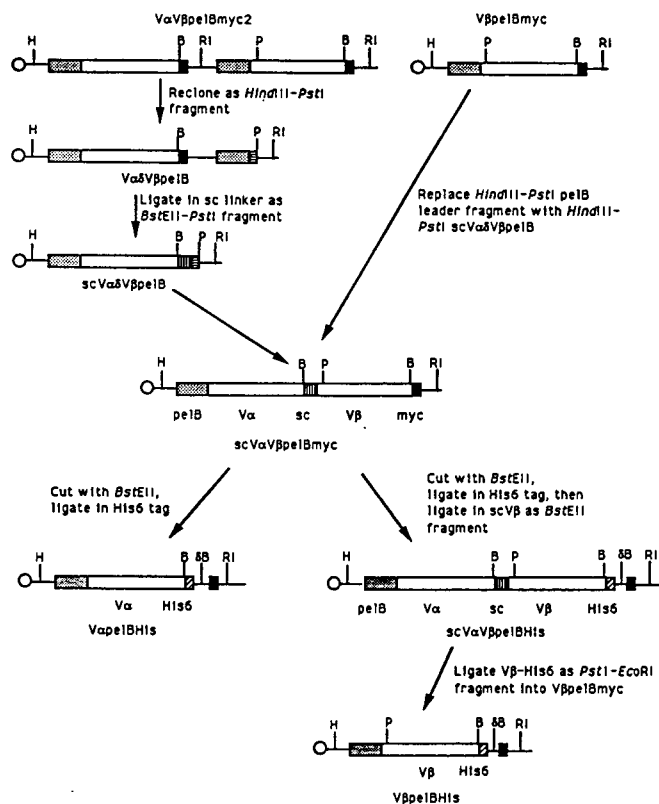 VαVβpelBmyc2
VβpelBmyc
H B RI P B RI
H P B RI
Reclone as HindIII-PstI
fragment
H B P RI
VαδVβpelB
Ligate in sc linker as
BstEII-PstI fragment
Replace HindIII-PstI pelB
leader fragment with HindIII-
PstI scVαδVβpelB
H B P RI
scVαδVβpelB
H B P B RI
pelB Vα sc Vβ myc
scVαVβpelBmyc
Cut with BstEII,
ligate in His6 tag
Cut with BstEII,
ligate in His6 tag, then
ligate in scVβ as BstEII
fragment
H B δB RI
Vα His6
VαpelBHis
H B P B δB RI
pelB Vα sc Vβ His6
scVαVβpelBHis
Ligate Vβ-His6 as PstI-EcoRI
fragment into VβpelBmyc
H P B δB RI
Vβ His6
VβpelBHis